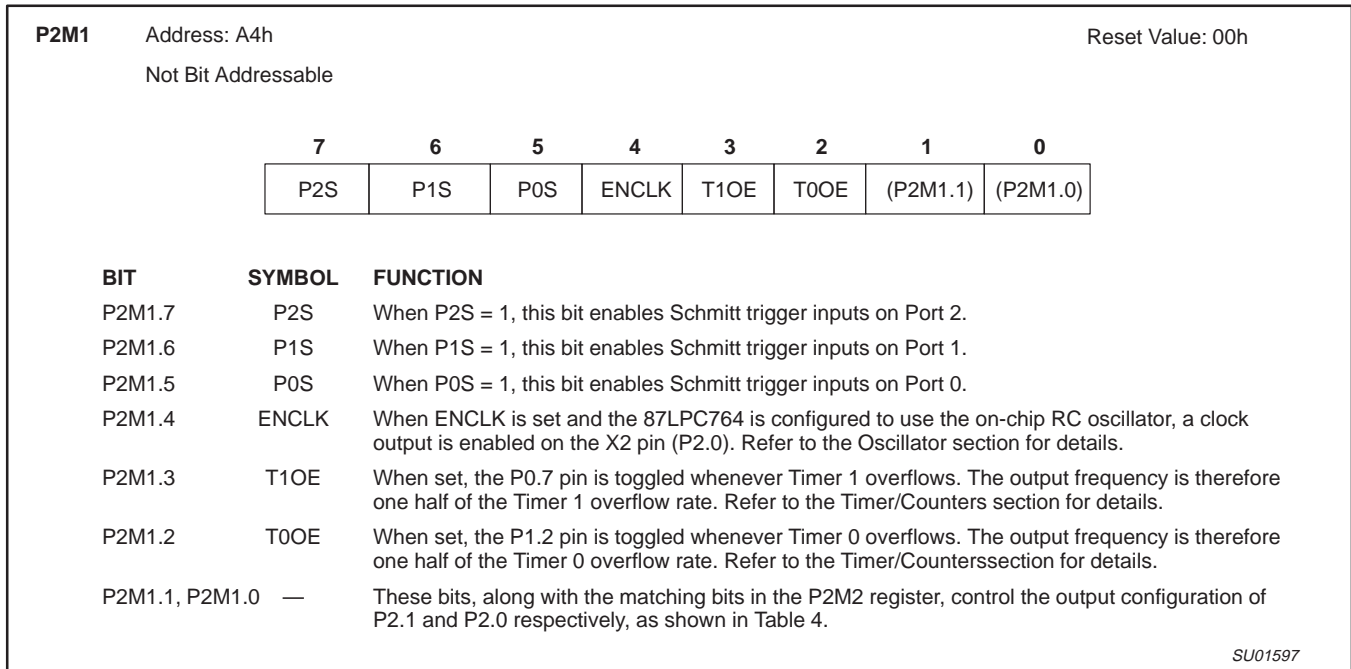 P2M1 Address: A4h Reset Value: 00h
Not Bit Addressable
7 6 5 4 3 2 1 0
P2S P1S P0S ENCLK T1OE T0OE (P2M1.1) (P2M1.0)
BIT SYMBOL FUNCTION
P2M1.7 P2S When P2S = 1, this bit enables Schmitt trigger inputs on Port 2.
P2M1.6 P1S When P1S = 1, this bit enables Schmitt trigger inputs on Port 1.
P2M1.5 P0S When P0S = 1, this bit enables Schmitt trigger inputs on Port 0.
P2M1.4 ENCLK When ENCLK is set and the 87LPC764 is configured to use the on-chip RC oscillator, a clock
output is enabled on the X2 pin (P2.0). Refer to the Oscillator section for details.
P2M1.3 T1OE When set, the P0.7 pin is toggled whenever Timer 1 overflows. The output frequency is therefore
one half of the Timer 1 overflow rate. Refer to the Timer/Counters section for details.
P2M1.2 T0OE When set, the P1.2 pin is toggled whenever Timer 0 overflows. The output frequency is therefore
one half of the Timer 0 overflow rate. Refer to the Timer/Counterssection for details.
P2M1.1, P2M1.0 — These bits, along with the matching bits in the P2M2 register, control the output configuration of
P2.1 and P2.0 respectively, as shown in Table 4.
SU01597